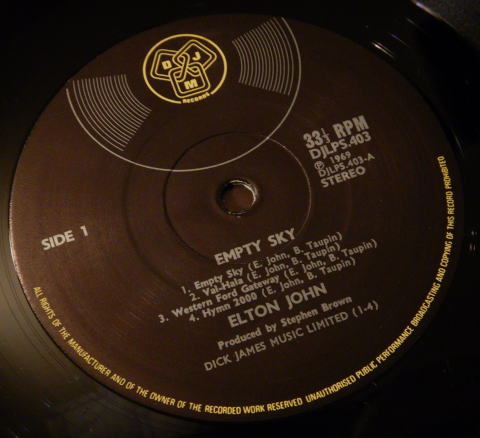 D J M
RECORDS
33⅓ RPM
DJLPS.403
℗ 1969
DJLPS.403-A
STEREO
SIDE 1
EMPTY SKY
1. Empty Sky (E. John, B. Taupin)
2. Val-Hala (E. John, B. Taupin)
3. Western Ford Gateway (E. John, B. Taupin)
4. Hymn 2000 (E. John, B. Taupin)
ELTON JOHN
Produced by Stephen Brown
DICK JAMES MUSIC LIMITED (1-4)
ALL RIGHTS OF THE MANUFACTURER AND OF THE OWNER OF THE RECORDED WORK RESERVED UNAUTHORISED PUBLIC PERFORMANCE BROADCASTING AND COPYING OF THIS RECORD PROHIBITED